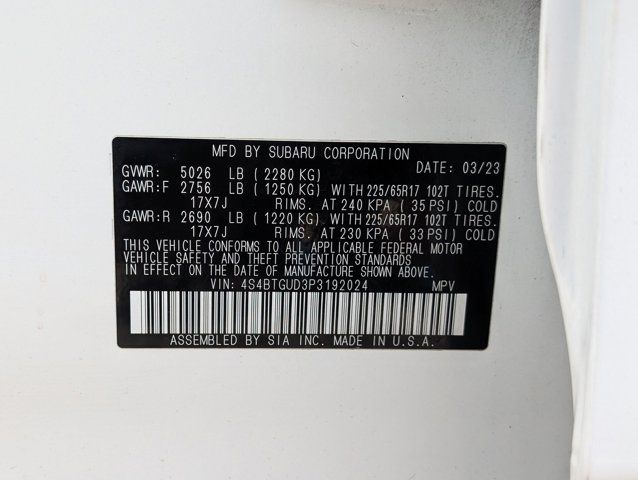 MFD BY SUBARU CORPORATION DATE: 03/23
GVWR: 5026 LB ( 2280 KG)
GAWR:F 2756 LB ( 1250 KG) WITH 225/65R17 102T TIRES.
17X7J RIMS. AT 240 KPA ( 35 PSI) COLD
GAWR:R 2690 LB ( 1220 KG) WITH 225/65R17 102T TIRES.
17X7J RIMS. AT 230 KPA ( 33 PSI) COLD
THIS VEHICLE CONFORMS TO ALL APPLICABLE FEDERAL MOTOR
VEHICLE SAFETY AND THEFT PREVENTION STANDARDS
IN EFFECT ON THE DATE OF MANUFACTURE SHOWN ABOVE.
VIN: 4S4BTGUD3P3192024 MPV
ASSEMBLED BY SIA INC. MADE IN U.S.A.